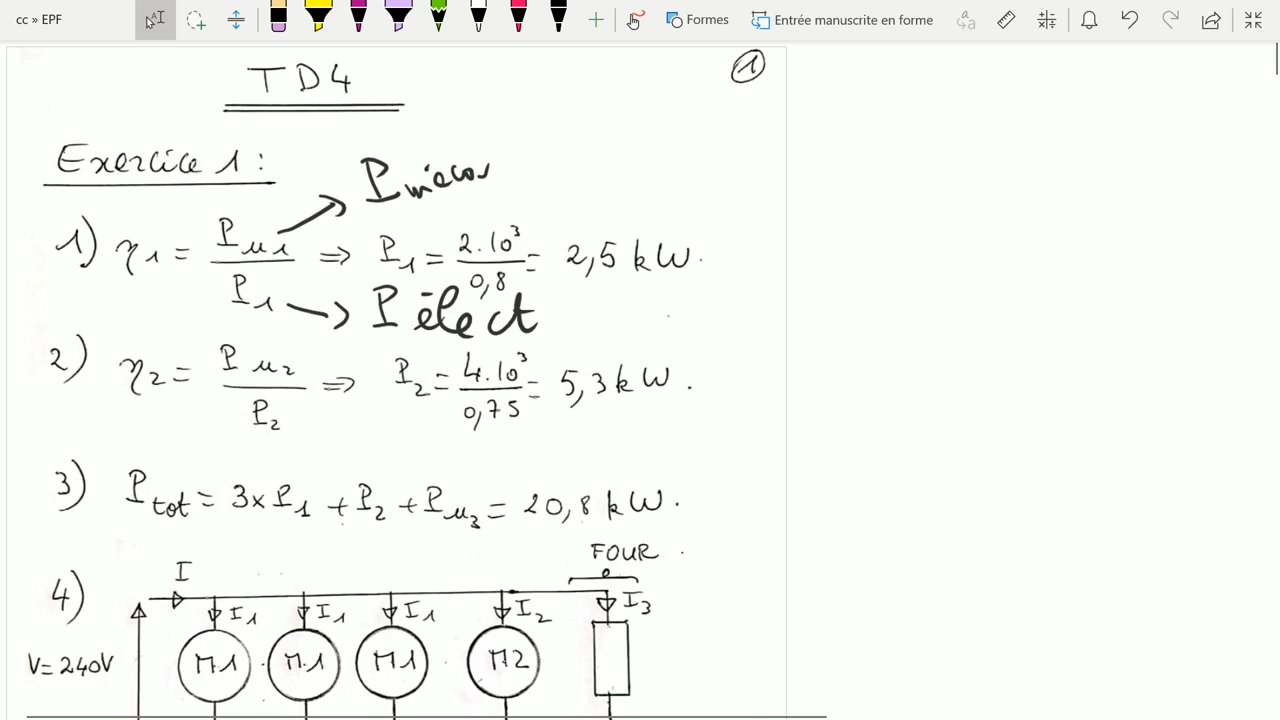 cc » EPF
Formes
Entrée manuscrite en forme
TD4
1
Exercice 1 :
1) η1 = Pu1 / P1 ⇒ P1 = 2.10³ / 0,8 = 2,5 kW.
→ P méca
→ P élect
2) η2 = Pu2 / P2 ⇒ P2 = 4.10³ / 0,75 = 5,3 kW.
3) Ptot = 3x P1 + P2 + Pu3 = 20,8 kW.
4)
I
FOUR
I1 I1 I1 I2 I3
V=240V
M1 M1 M1 M2